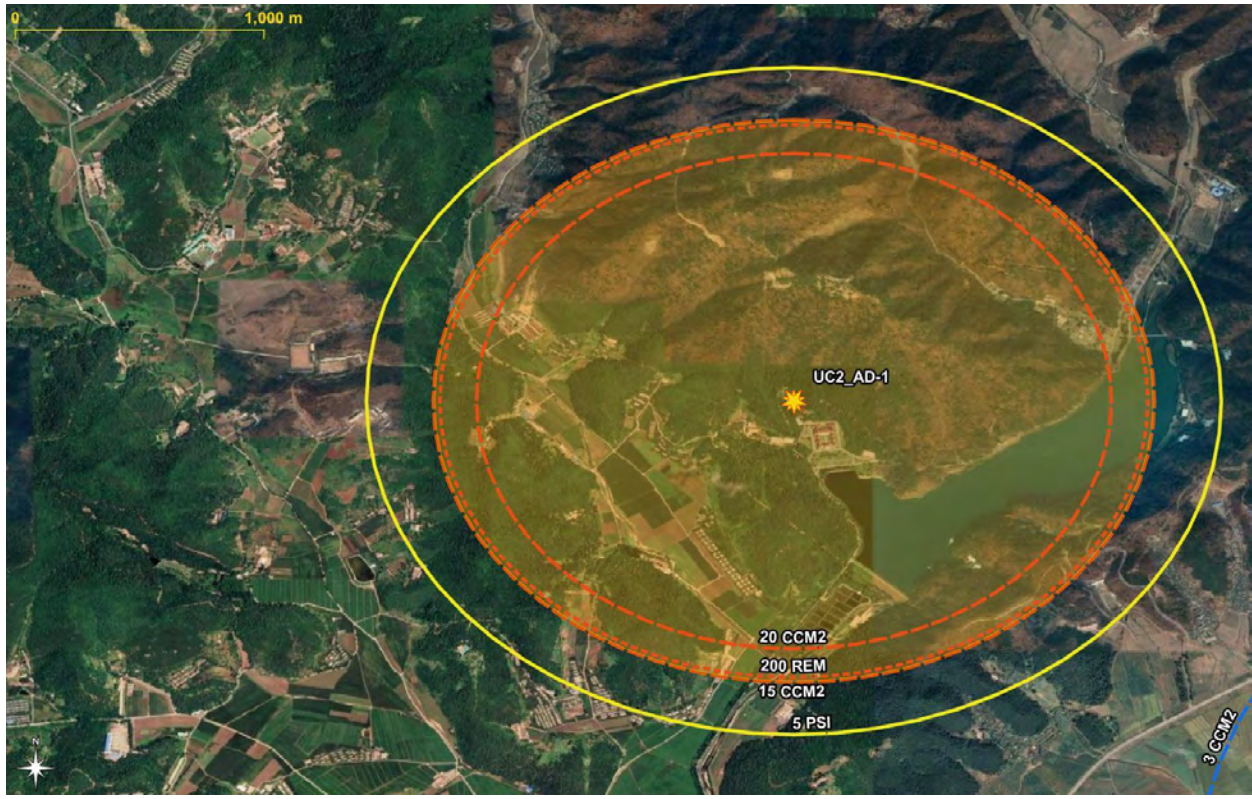 0 1,000 m
UC2_AD-1
20 CCM2
200 REM
15 CCM2
5 PSI
3 CCM2
N